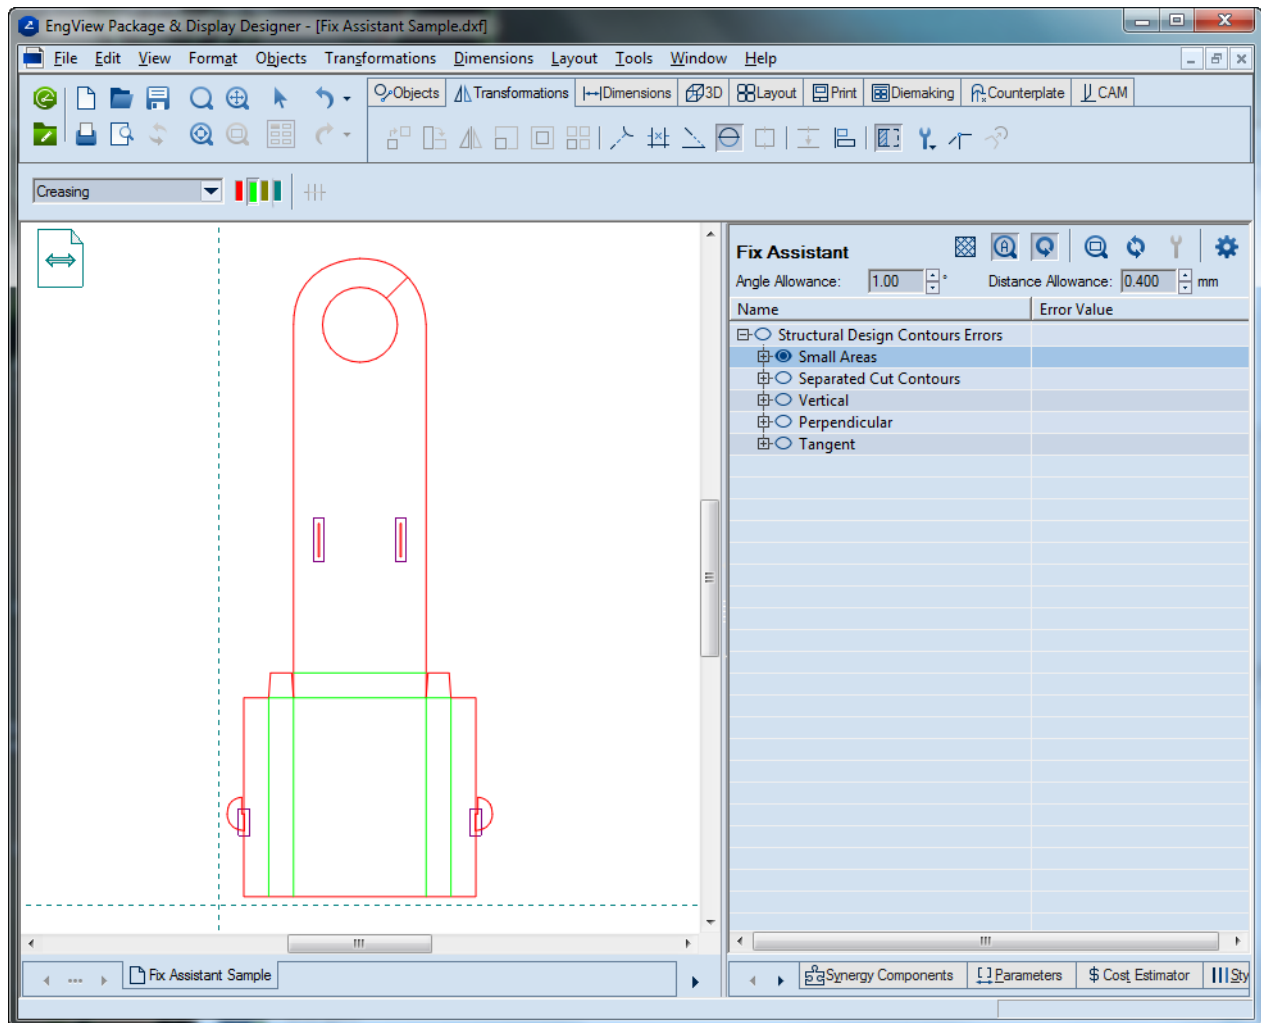 EngView Package & Display Designer - [Fix Assistant Sample.dxf]
File Edit View Format Objects Transformations Dimensions Layout Tools Window Help
Objects Transformations Dimensions 3D Layout Print Diemaking Counterplate CAM
Creasing
Fix Assistant
Angle Allowance: 1.00 ° Distance Allowance: 0.400 mm
Name Error Value
Structural Design Contours Errors
Small Areas
Separated Cut Contours
Vertical
Perpendicular
Tangent
Fix Assistant Sample
Synergy Components Parameters $ Cost Estimator Sty